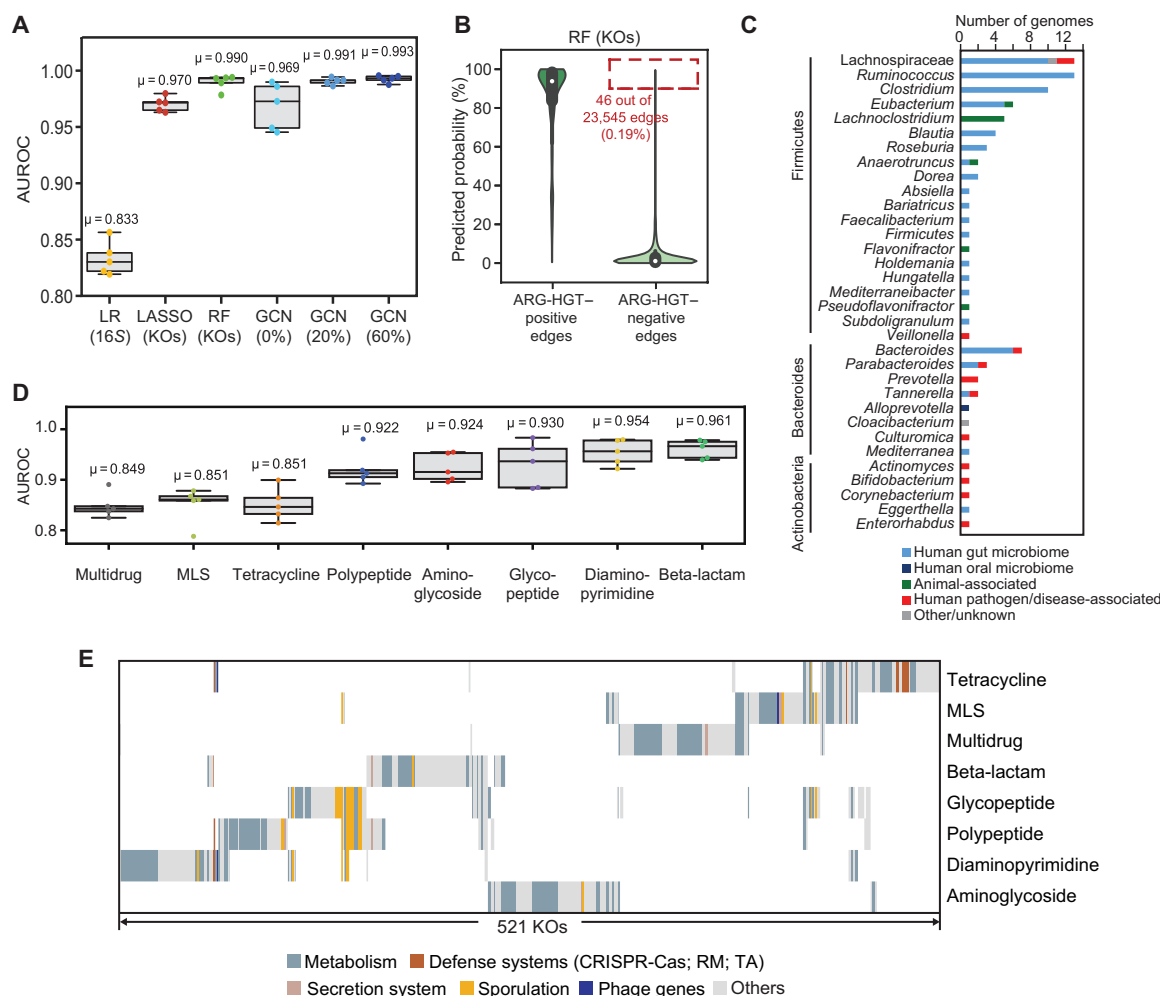 A
μ = 0.990
μ = 0.991
μ = 0.993
μ = 0.970
μ = 0.969
μ = 0.833
1.00
0.95
0.90
0.85
0.80
AUROC
LR
(16S)
LASSO
(KOs)
RF
(KOs)
GCN
(0%)
GCN
(20%)
GCN
(60%)
B
RF (KOs)
Predicted probability (%)
100
80
60
40
20
0
46 out of
23,545 edges
(0.19%)
ARG-HGT–
positive
edges
ARG-HGT–
negative
edges
C
Number of genomes
0 4 8 12
Firmicutes
Lachnospiraceae
Ruminococcus
Clostridium
Eubacterium
Lachnoclostridium
Blautia
Roseburia
Anaerotruncus
Dorea
Absiella
Bariatricus
Faecalibacterium
Firmicutes
Flavonifractor
Holdemania
Hungatella
Mediterraneibacter
Pseudoflavonifractor
Subdoligranulum
Veillonella
Bacteroides
Bacteroides
Parabacteroides
Prevotella
Tannerella
Alloprevotella
Cloacibacterium
Culturomica
Mediterranea
Actinobacteria
Actinomyces
Bifidobacterium
Corynebacterium
Eggerthella
Enterorhabdus
Human gut microbiome
Human oral microbiome
Animal-associated
Human pathogen/disease-associated
Other/unknown
D
AUROC
1.0
0.9
0.8
μ = 0.849
μ = 0.851
μ = 0.851
μ = 0.922
μ = 0.924
μ = 0.930
μ = 0.954
μ = 0.961
Multidrug
MLS
Tetracycline
Polypeptide
Amino-
glycoside
Glyco-
peptide
Diamino-
pyrimidine
Beta-lactam
E
Tetracycline
MLS
Multidrug
Beta-lactam
Glycopeptide
Polypeptide
Diaminopyrimidine
Aminoglycoside
521 KOs
Metabolism
Defense systems (CRISPR-Cas; RM; TA)
Secretion system
Sporulation
Phage genes
Others